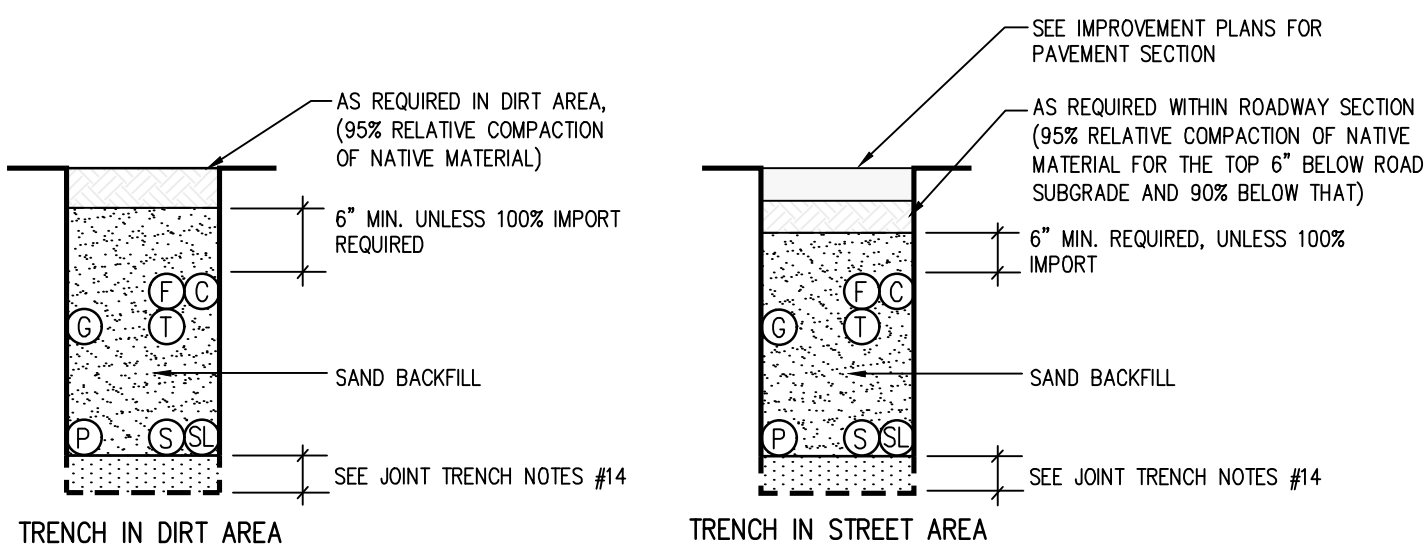 AS REQUIRED IN DIRT AREA,
(95% RELATIVE COMPACTION
OF NATIVE MATERIAL)
6" MIN. UNLESS 100% IMPORT
REQUIRED
F C
G T
SAND BACKFILL
P S SL
SEE JOINT TRENCH NOTES #14
TRENCH IN DIRT AREA
SEE IMPROVEMENT PLANS FOR
PAVEMENT SECTION
AS REQUIRED WITHIN ROADWAY SECTION
(95% RELATIVE COMPACTION OF NATIVE
MATERIAL FOR THE TOP 6" BELOW ROAD
SUBGRADE AND 90% BELOW THAT)
6" MIN. REQUIRED, UNLESS 100%
IMPORT
F C
G T
SAND BACKFILL
P S SL
SEE JOINT TRENCH NOTES #14
TRENCH IN STREET AREA